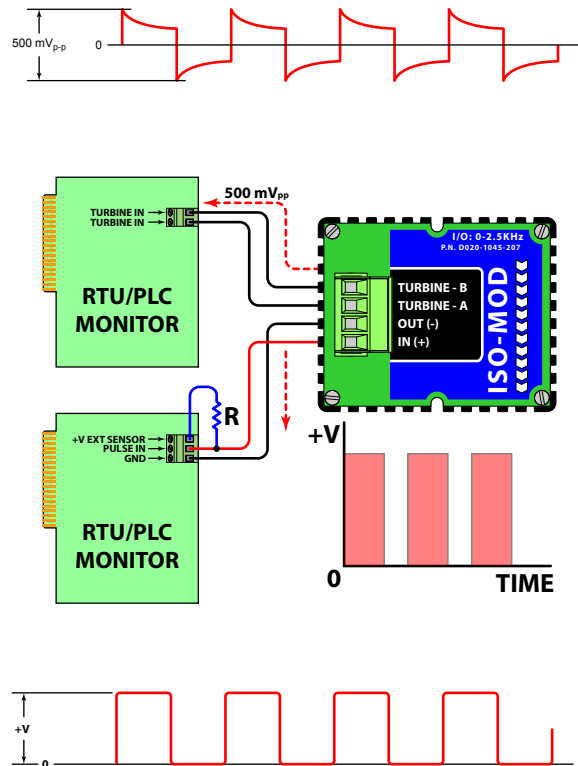 500 mVp-p
0
500 mVpp
TURBINE IN
TURBINE IN
RTU/PLC
MONITOR
I/O: 0-2.5KHz
P.N. D020-1045-207
TURBINE - B
TURBINE - A
OUT (-)
IN (+)
ISO-MOD
R
+V EXT SENSOR
PULSE IN
GND
RTU/PLC
MONITOR
+V
0
TIME
+V
0